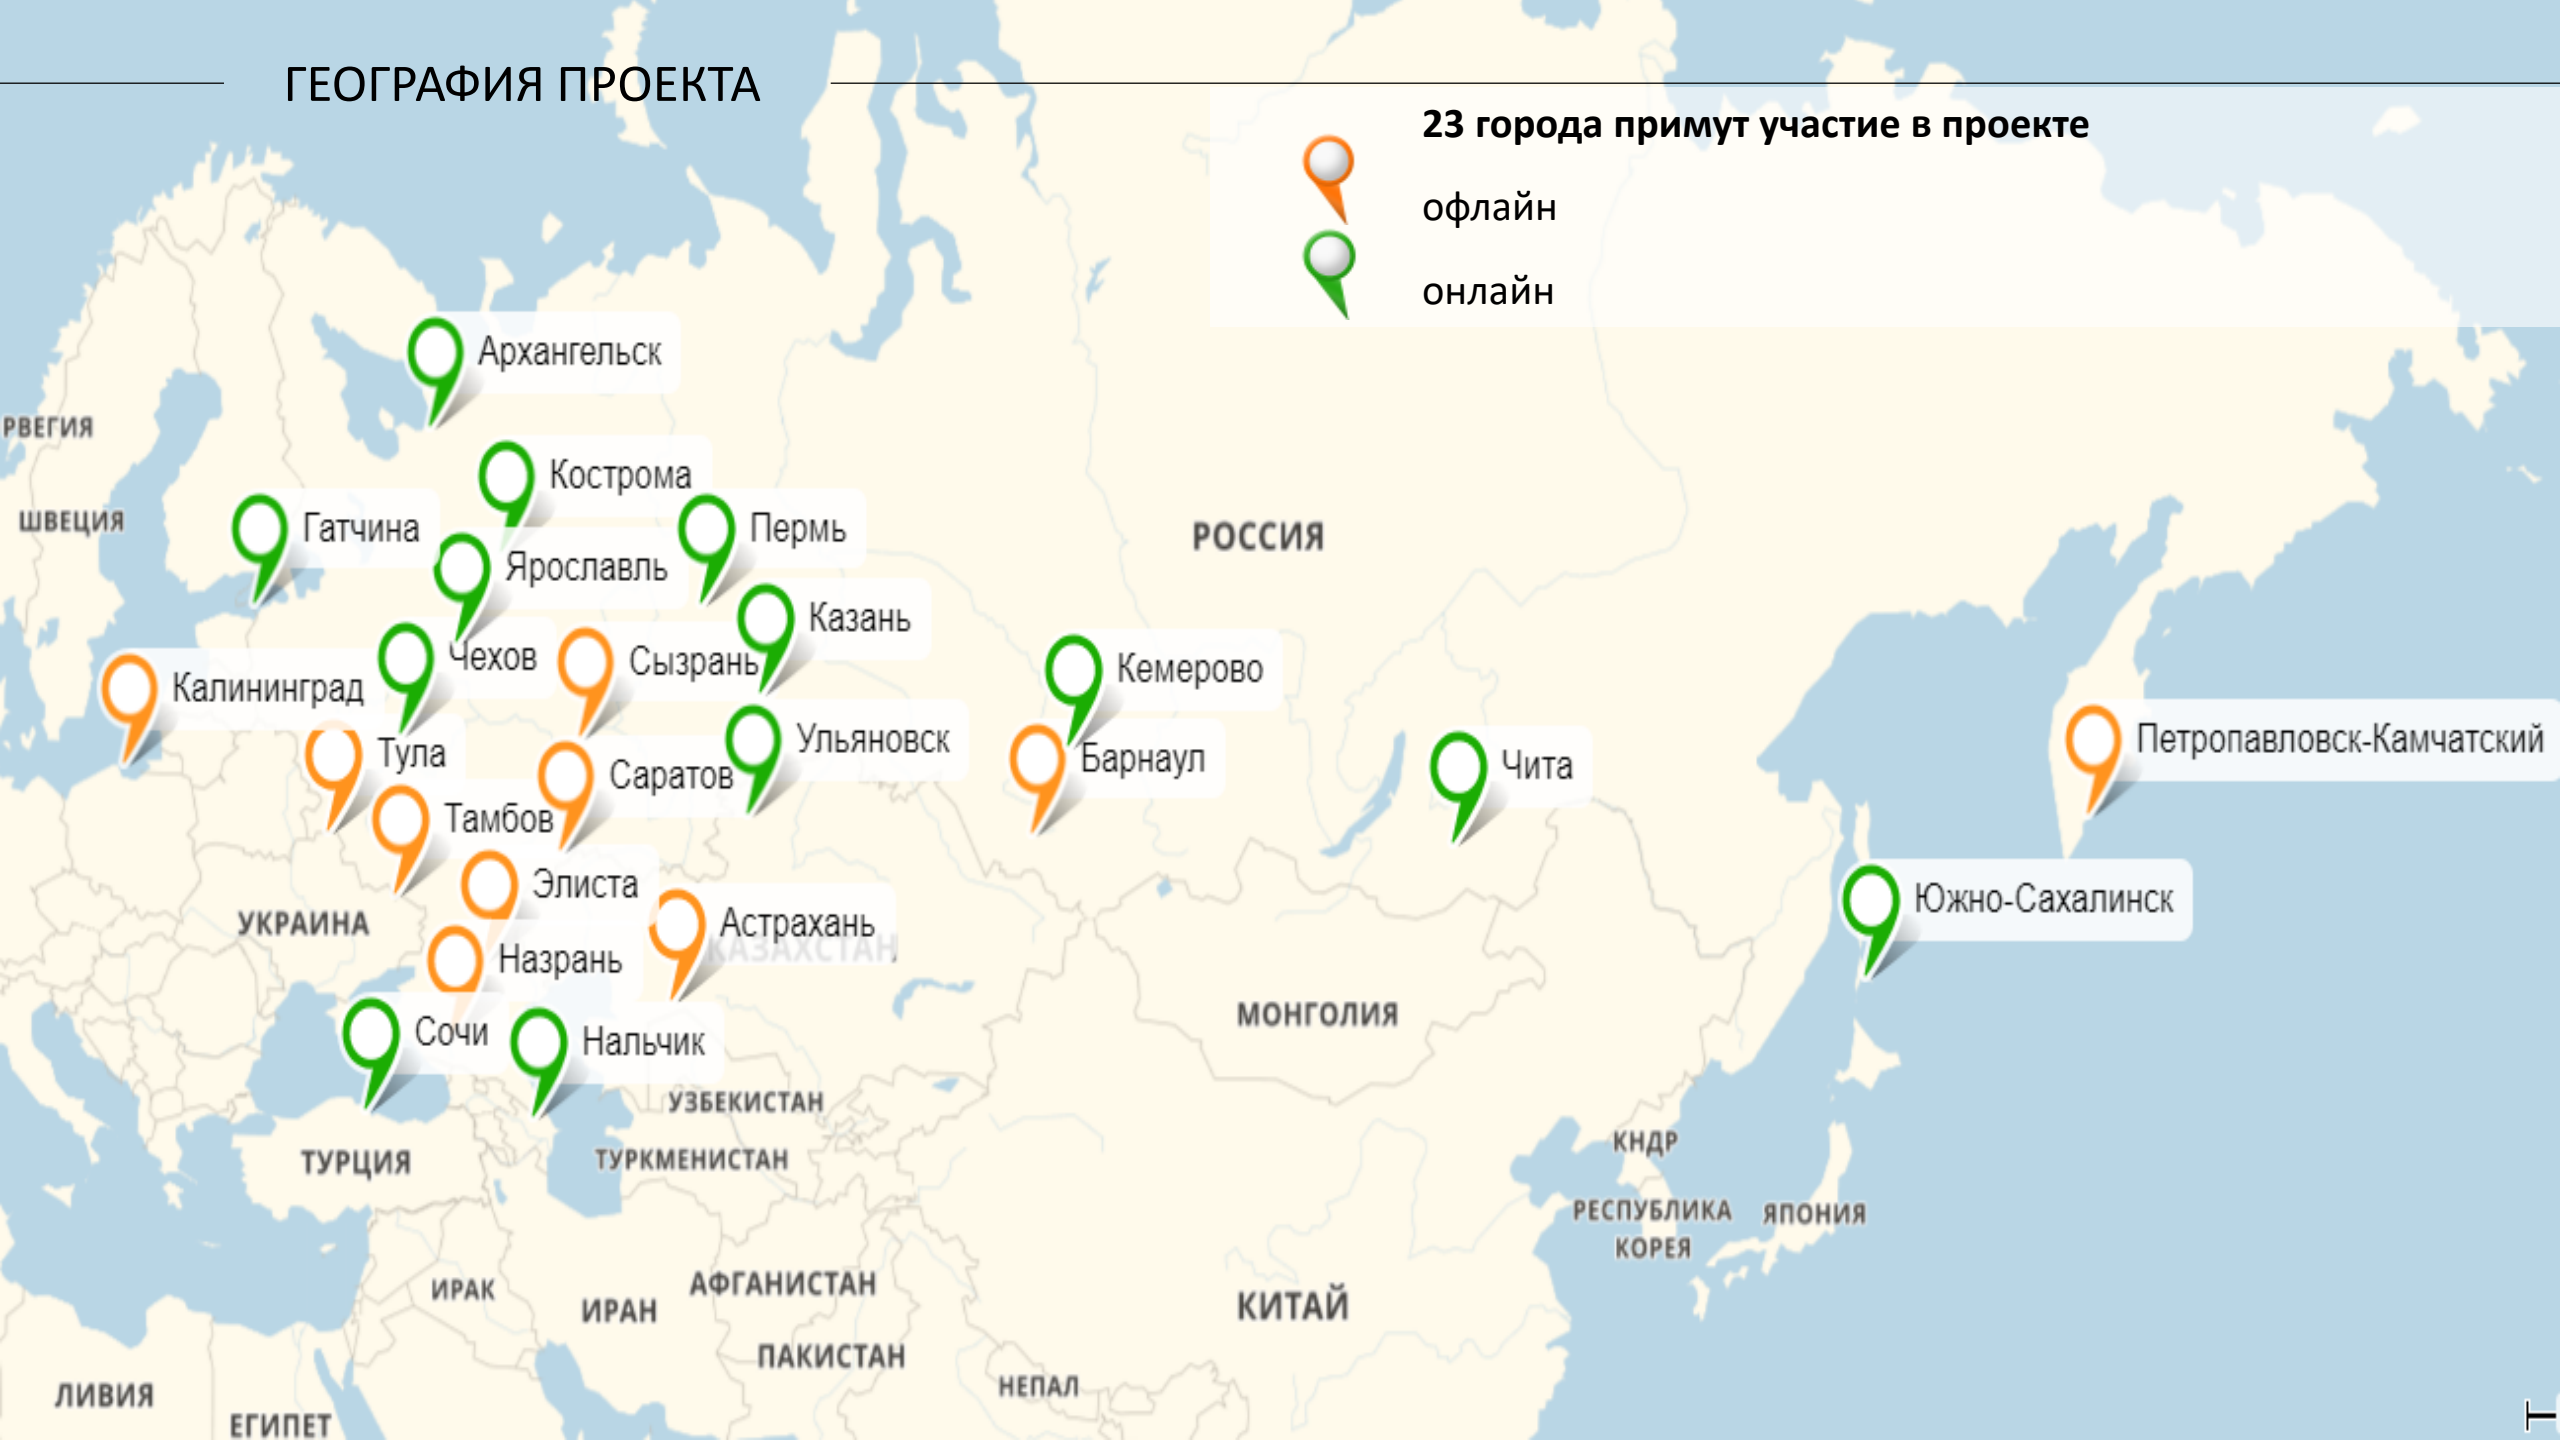 ГЕОГРАФИЯ ПРОЕКТА
23 города примут участие в проекте
офлайн
онлайн
Архангельск
РВЕГИЯ
Кострома
ШВЕЦИЯ
Гатчина
Пермь
РОССИЯ
Ярославль
Казань
Чехов
Сызрань
Кемерово
Калининград
Ульяновск
Петропавловск-Камчатский
Тула
Саратов
Барнаул
Чита
Тамбов
Элиста
Южно-Сахалинск
УКРАИНА
Астрахань
КАЗАХСТАН
Назрань
МОНГОЛИЯ
Сочи
Нальчик
УЗБЕКИСТАН
КНДР
ТУРЦИЯ
ТУРКМЕНИСТАН
РЕСПУБЛИКА
КОРЕЯ
ЯПОНИЯ
ИРАК
АФГАНИСТАН
ИРАН
КИТАЙ
ПАКИСТАН
НЕПАЛ
ЛИВИЯ
ЕГИПЕТ